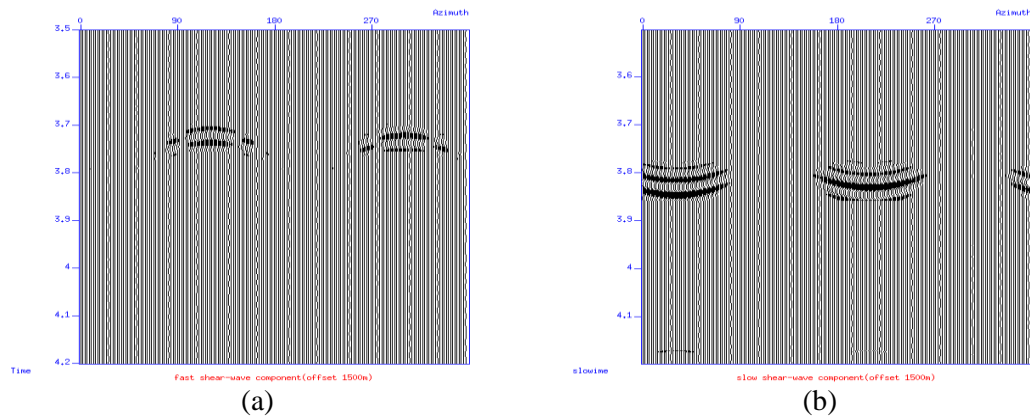 0 90 180 270 Azimuth
3.5
3.6
3.7
3.8
3.9
4
4.1
4.2
Time
fast shear-wave component(offset 1500m)
(a)
0 90 180 270 Azimuth
3.6
3.7
3.8
3.9
4
4.1
slowime
slow shear-wave component(offset 1500m)
(b)